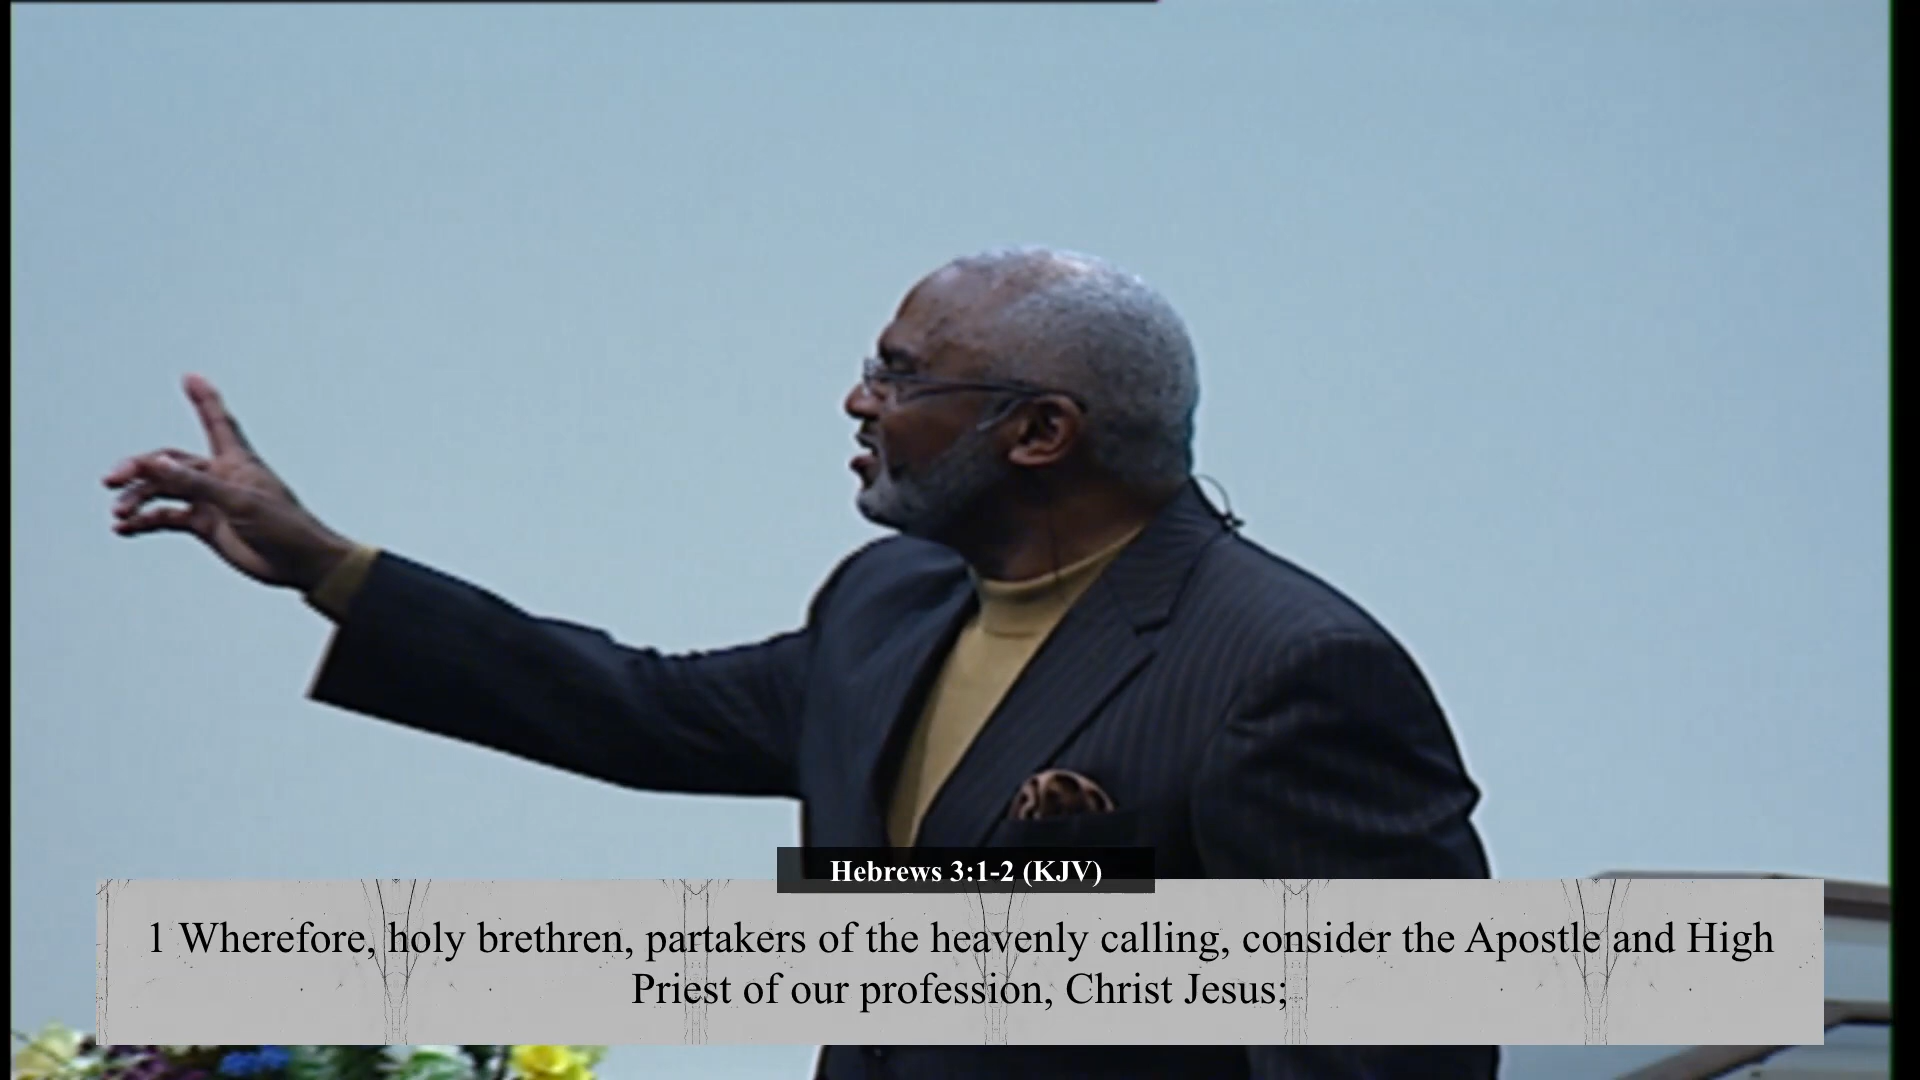 Hebrews 3:1-2 (KJV)
1 Wherefore, holy brethren, partakers of the heavenly calling, consider the Apostle and High
Priest of our profession, Christ Jesus;